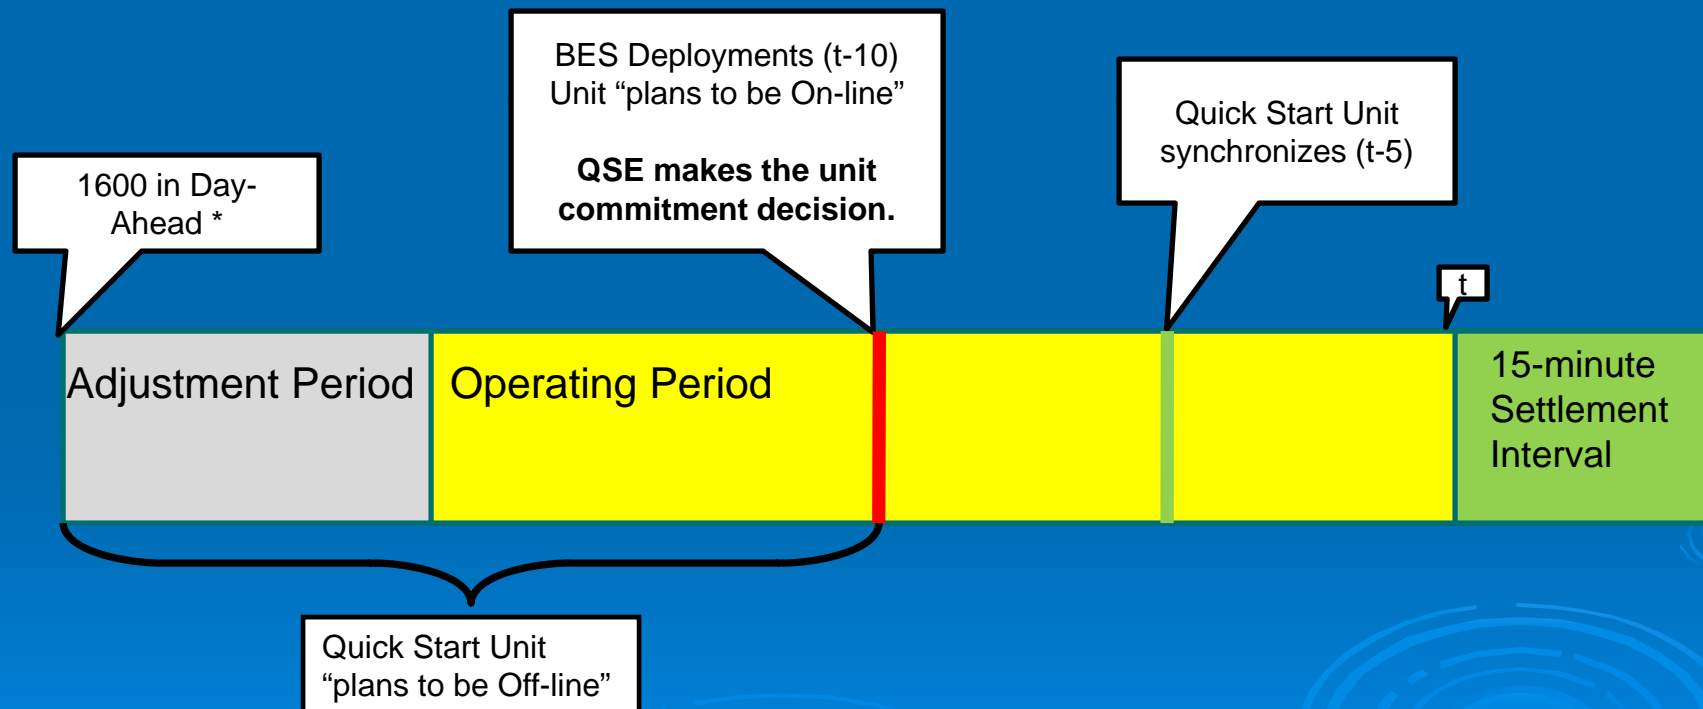 BES Deployments (t-10)
Unit “plans to be On-line”
QSE makes the unit
commitment decision.
Quick Start Unit
synchronizes (t-5)
1600 in Day-
Ahead *
t
Adjustment Period
Operating Period
15-minute
Settlement
Interval
Quick Start Unit
“plans to be Off-line”